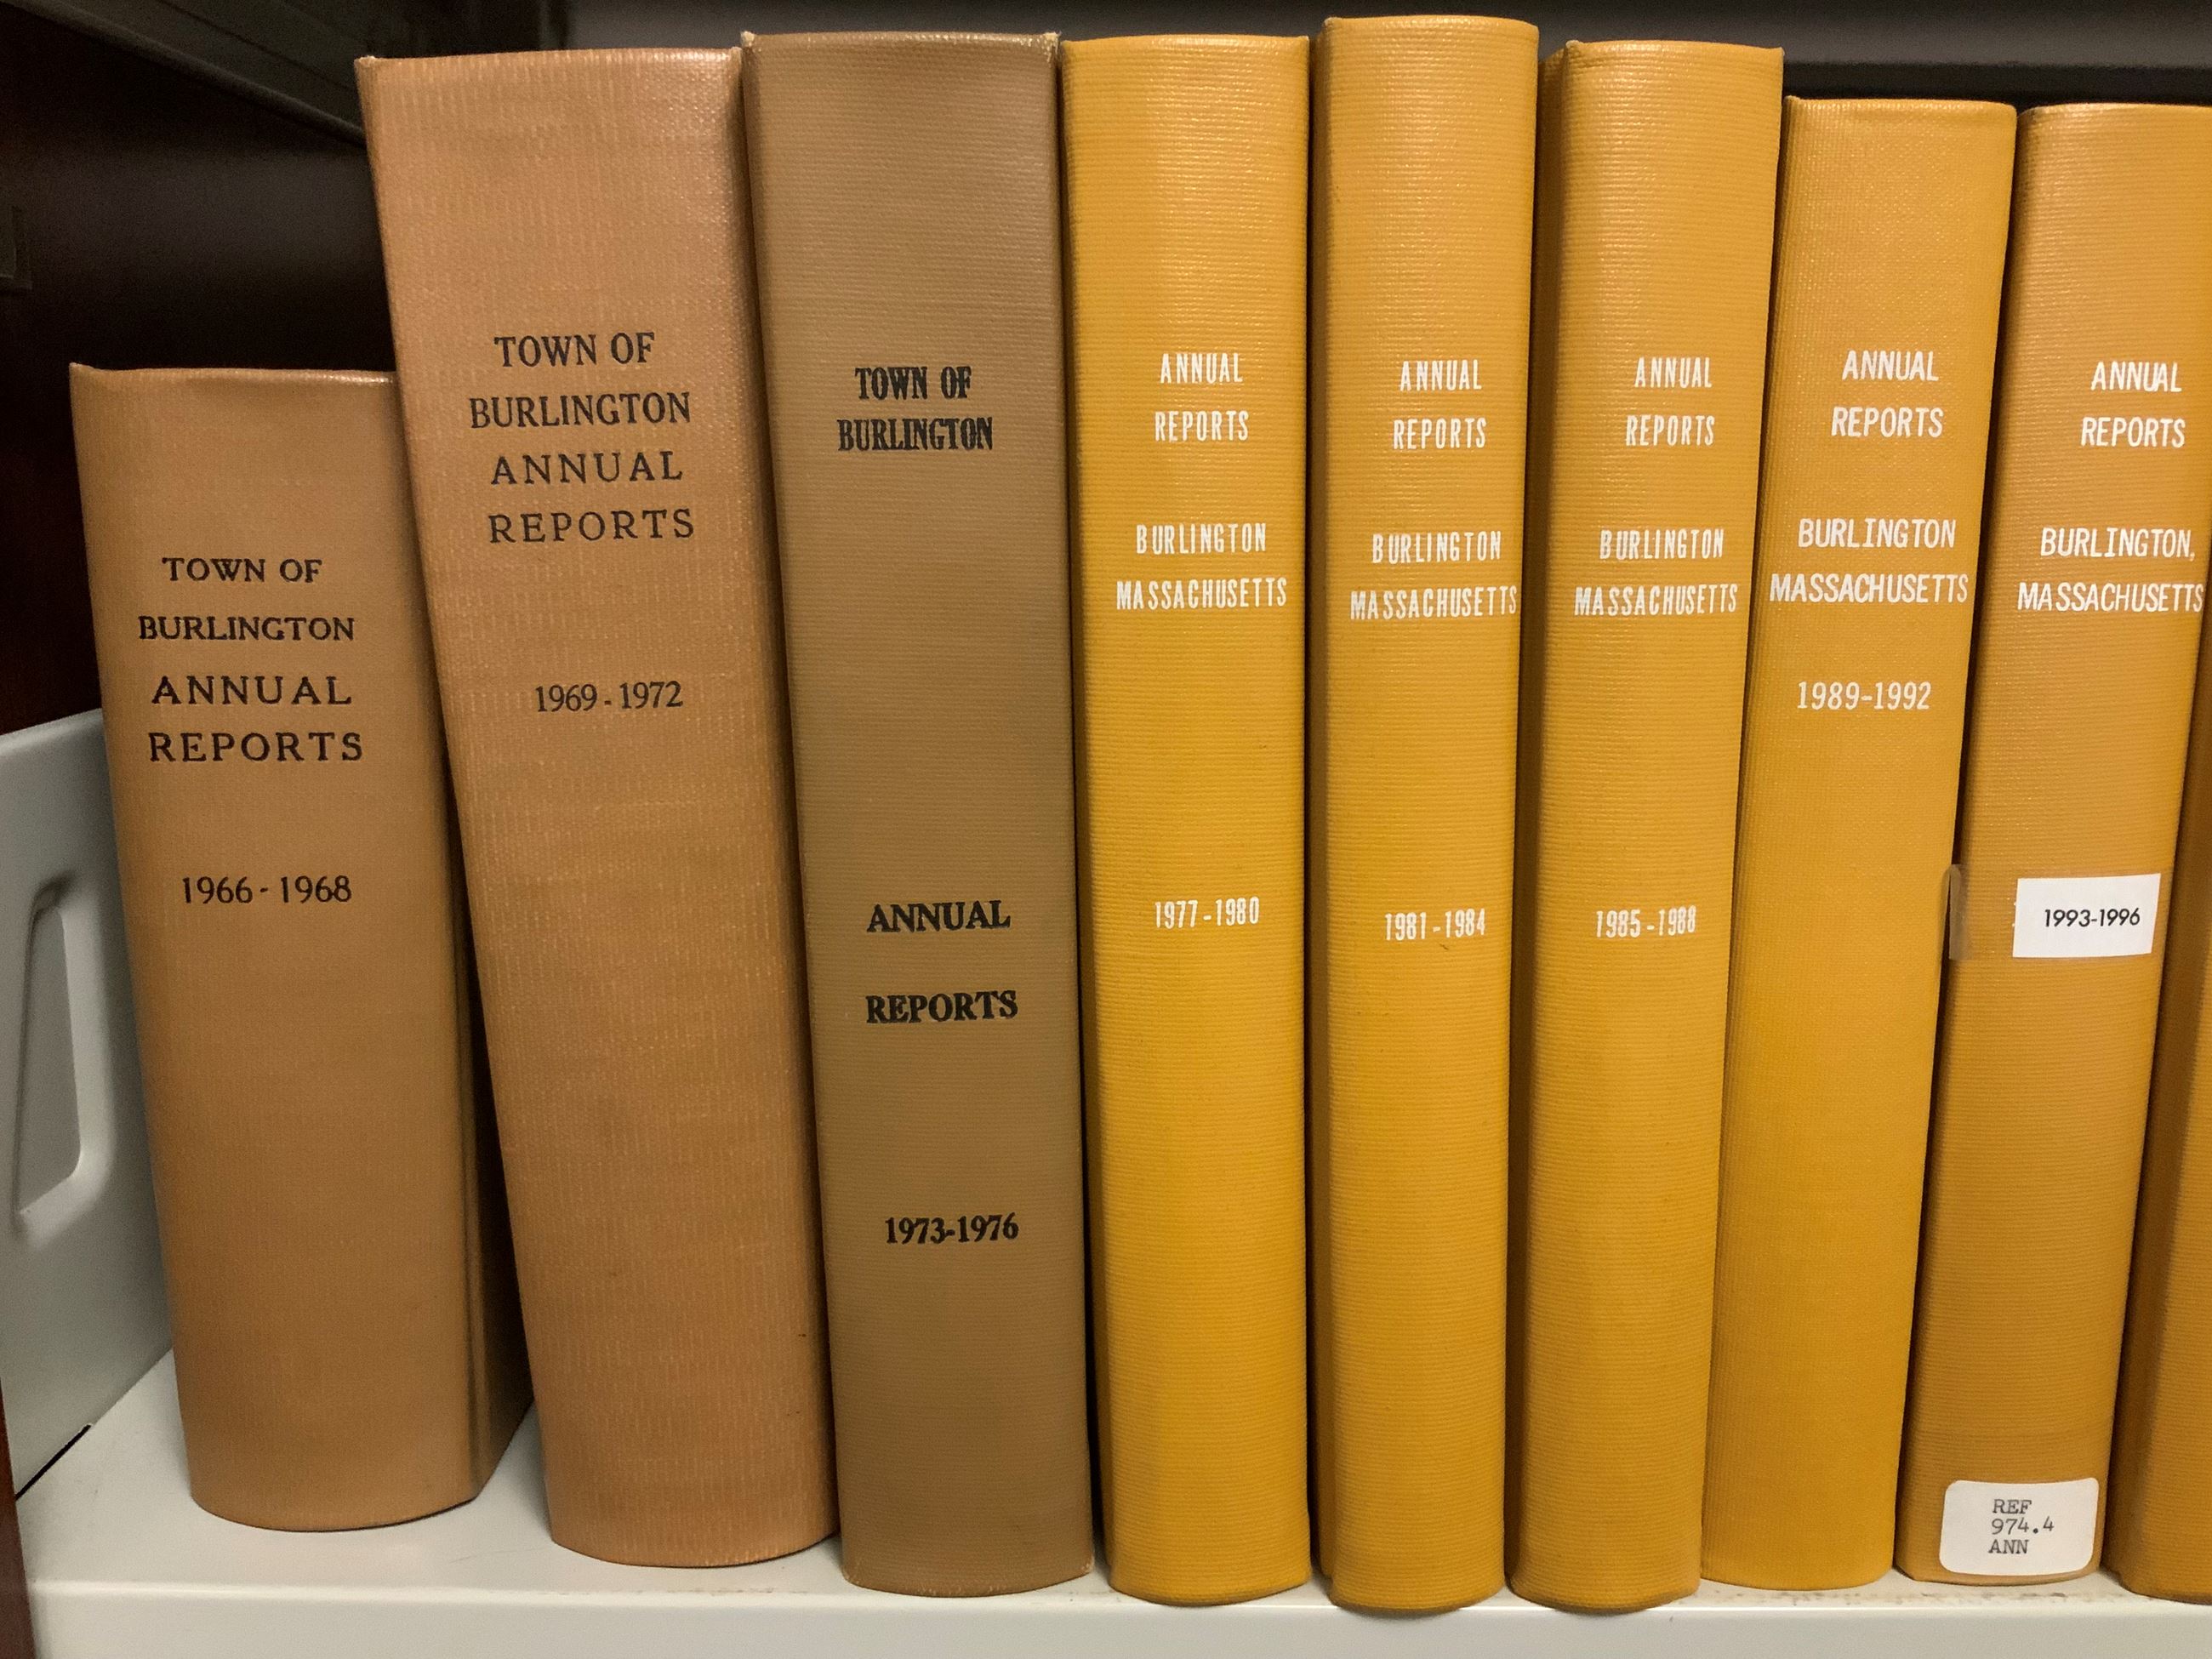 TOWN OF
BURLINGTON
ANNUAL
REPORTS
1966-1968
TOWN OF
BURLINGTON
ANNUAL
REPORTS
1969-1972
TOWN OF
BURLINGTON
ANNUAL
REPORTS
1973-1976
ANNUAL
REPORTS
BURLINGTON
MASSACHUSETTS
1977-1980
ANNUAL
REPORTS
BURLINGTON
MASSACHUSETTS
1981-1984
ANNUAL
REPORTS
BURLINGTON
MASSACHUSETTS
1985-1988
ANNUAL
REPORTS
BURLINGTON
MASSACHUSETTS
1989-1992
ANNUAL
REPORTS
BURLINGTON,
MASSACHUSETTS
1993-1996
REF
974.4
ANN